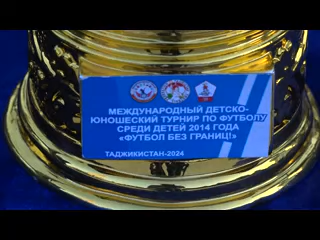 МЕЖДУНАРОДНЫЙ ДЕТСКО-
ЮНОШЕСКИЙ ТУРНИР ПО ФУТБОЛУ
СРЕДИ ДЕТЕЙ 2014 ГОДА
«ФУТБОЛ БЕЗ ГРАНИЦ!»
ТАДЖИКИСТАН-2024